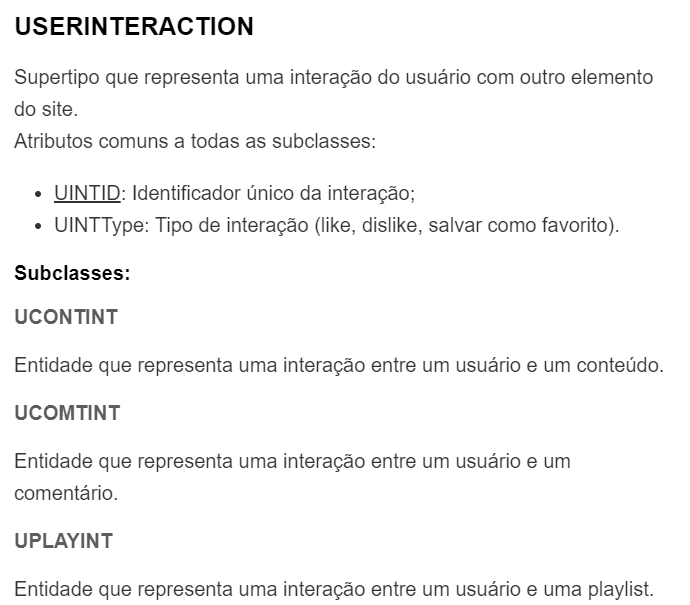 USERINTERACTION
Supertipo que representa uma interação do usuário com outro elemento
do site.
Atributos comuns a todas as subclasses:
• UINTID: Identificador único da interação;
• UINTType: Tipo de interação (like, dislike, salvar como favorito).
Subclasses:
UCONTINT
Entidade que representa uma interação entre um usuário e um conteúdo.
UCOMTINT
Entidade que representa uma interação entre um usuário e um
comentário.
UPLAYINT
Entidade que representa uma interação entre um usuário e uma playlist.